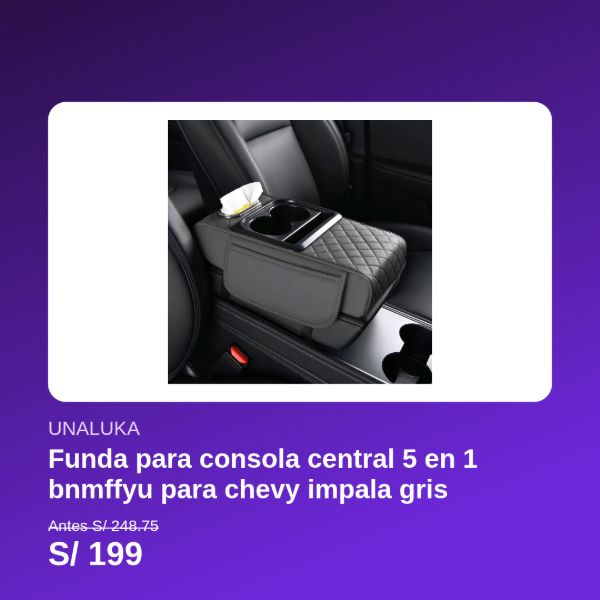 UNALUKA
Funda para consola central 5 en 1
bnmffyu para chevy impala gris
Antes S/ 248.75
S/ 199